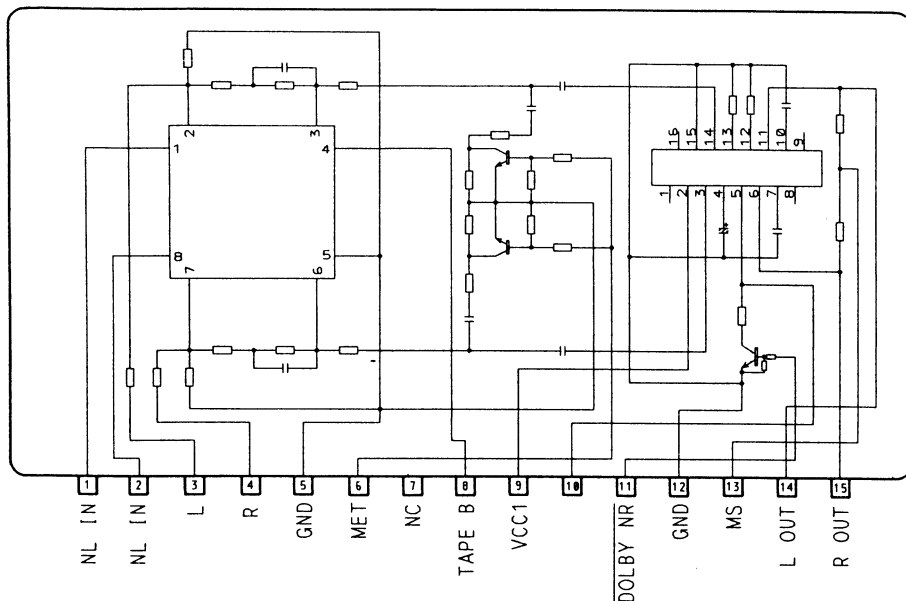 16 15 14 13 12 11 10 9
2 3
1 4
8 5
7 6
1 2 3 4 5 6 7 8
1 2 3 4 5 6 7 8 9 10 11 12 13 14 15
NL IN
NL IN
L
R
GND
MET
NC
TAPE B
VCC1
DOLBY NR
GND
MS
L OUT
R OUT